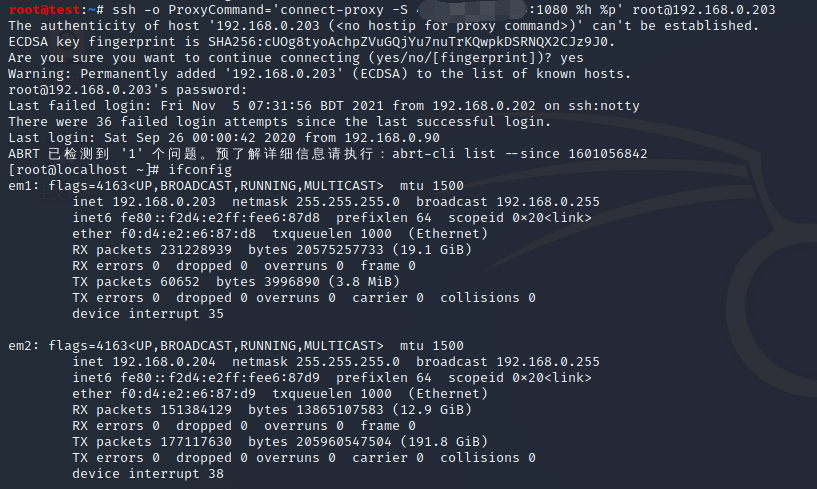 root@test:~# ssh -o ProxyCommand='connect-proxy -S :1080 %h %p' root@192.168.0.203
The authenticity of host '192.168.0.203 (<no hostip for proxy command>)' can't be established.
ECDSA key fingerprint is SHA256:cUOg8tyoAchpZVuGQjYu7nuTrKQwpkDSRNQX2CJz9J0.
Are you sure you want to continue connecting (yes/no/[fingerprint])? yes
Warning: Permanently added '192.168.0.203' (ECDSA) to the list of known hosts.
root@192.168.0.203's password:
Last failed login: Fri Nov  5 07:31:56 BDT 2021 from 192.168.0.202 on ssh:notty
There were 36 failed login attempts since the last successful login.
Last login: Sat Sep 26 00:00:42 2020 from 192.168.0.90
ABRT 已检测到 '1' 个问题。预了解详细信息请执行：abrt-cli list --since 1601056842
[root@localhost ~]# ifconfig
em1: flags=4163<UP,BROADCAST,RUNNING,MULTICAST>  mtu 1500
        inet 192.168.0.203  netmask 255.255.255.0  broadcast 192.168.0.255
        inet6 fe80::f2d4:e2ff:fee6:87d8  prefixlen 64  scopeid 0x20<link>
        ether f0:d4:e2:e6:87:d8  txqueuelen 1000  (Ethernet)
        RX packets 231228939  bytes 20575257733 (19.1 GiB)
        RX errors 0  dropped 0  overruns 0  frame 0
        TX packets 60652  bytes 3996890 (3.8 MiB)
        TX errors 0  dropped 0 overruns 0  carrier 0  collisions 0
        device interrupt 35
em2: flags=4163<UP,BROADCAST,RUNNING,MULTICAST>  mtu 1500
        inet 192.168.0.204  netmask 255.255.255.0  broadcast 192.168.0.255
        inet6 fe80::f2d4:e2ff:fee6:87d9  prefixlen 64  scopeid 0x20<link>
        ether f0:d4:e2:e6:87:d9  txqueuelen 1000  (Ethernet)
        RX packets 151384129  bytes 13865107583 (12.9 GiB)
        RX errors 0  dropped 0  overruns 0  frame 0
        TX packets 177117630  bytes 205960547504 (191.8 GiB)
        TX errors 0  dropped 0 overruns 0  carrier 0  collisions 0
        device interrupt 38